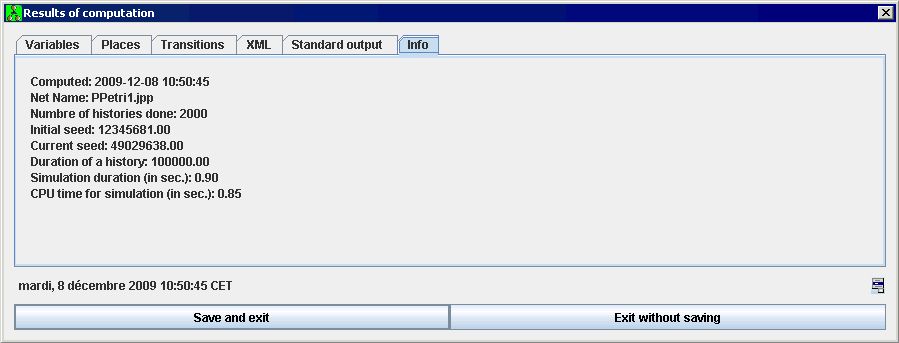 Results of computation
Variables Places Transitions XML Standard output Info
Computed: 2009-12-08 10:50:45
Net Name: PPetri1.jpp
Numbre of histories done: 2000
Initial seed: 12345681.00
Current seed: 49029638.00
Duration of a history: 100000.00
Simulation duration (in sec.): 0.90
CPU time for simulation (in sec.): 0.85
mardi, 8 décembre 2009 10:50:45 CET
Save and exit Exit without saving